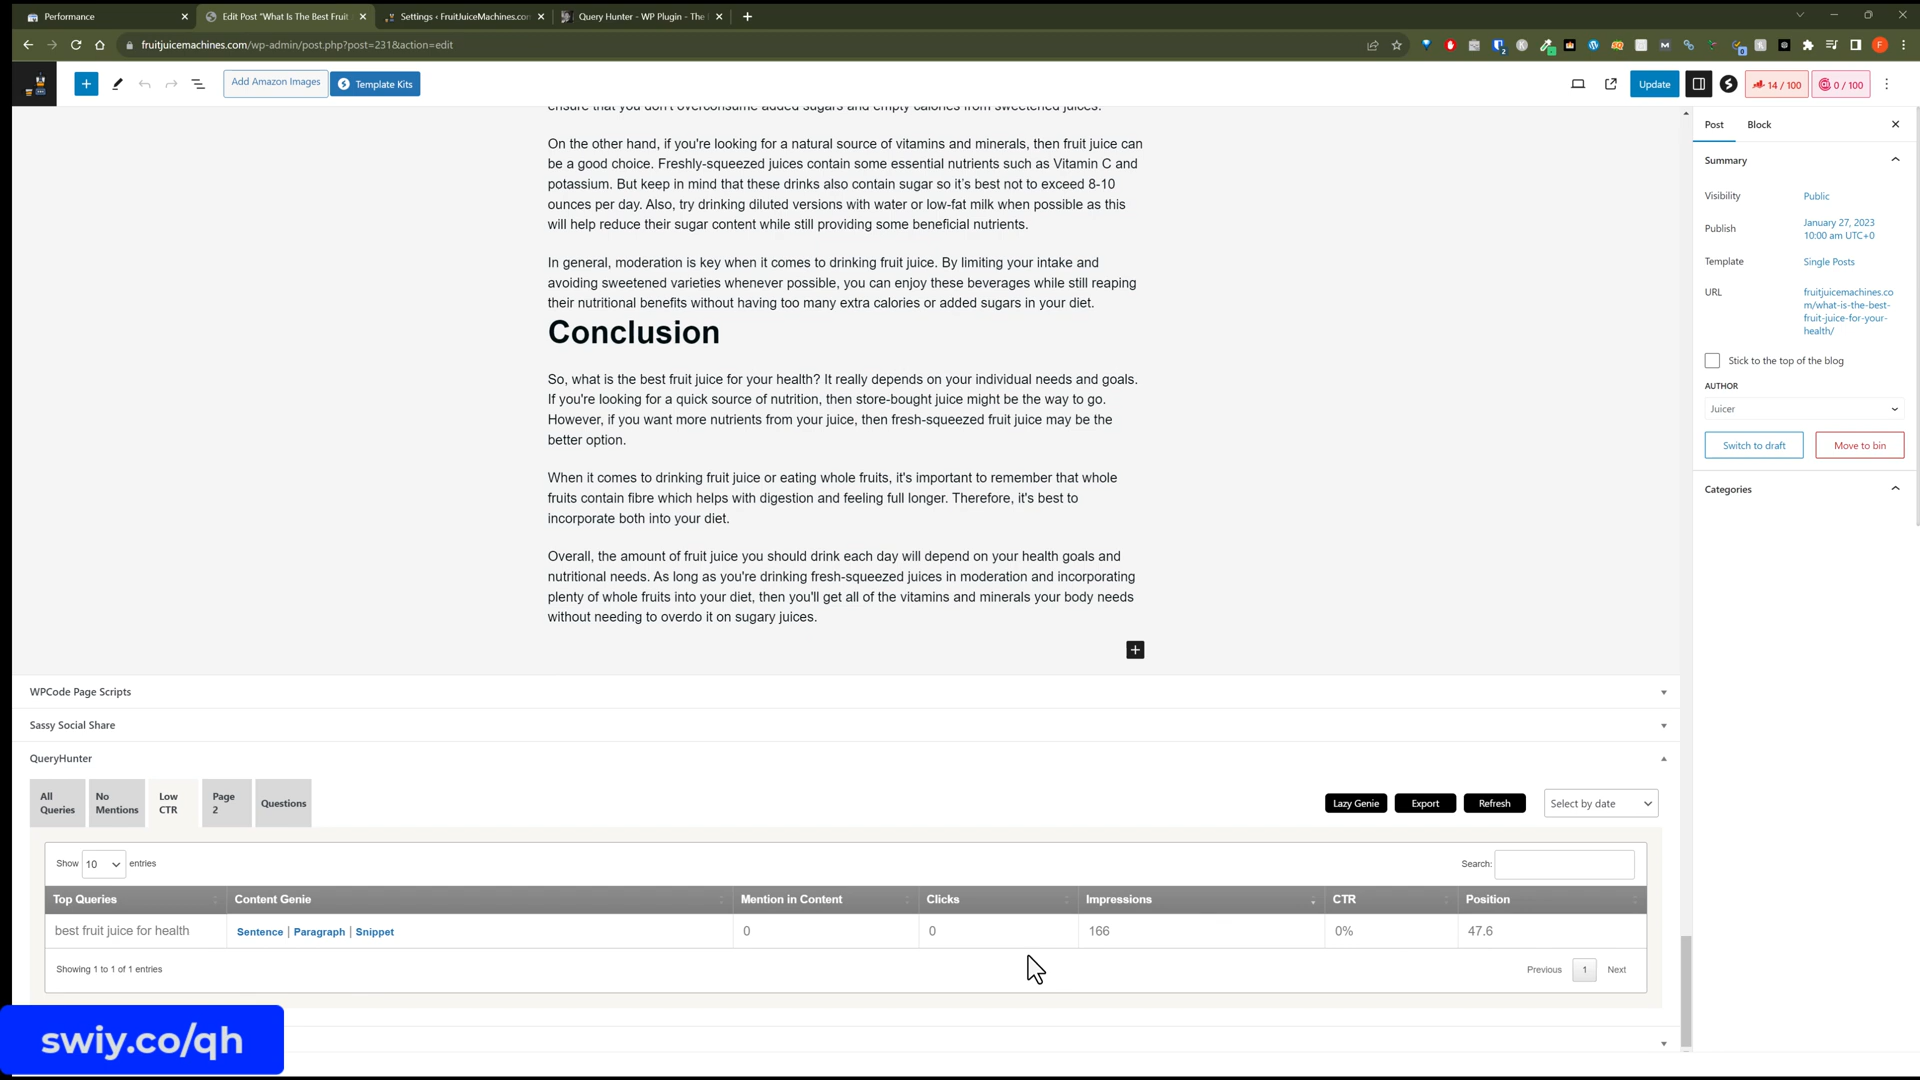 Performance
Edit Post "What Is The Best Fruit
Settings ‹ FruitJuiceMachines.con
Query Hunter - WP Plugin - The
fruitjuicemachines.com/wp-admin/post.php?post=231&action=edit
Add Amazon Images
Template Kits
Update
14 / 100
0 / 100
ensure that you don't overconsume added sugars and empty calories from sweetened juices.
On the other hand, if you're looking for a natural source of vitamins and minerals, then fruit juice can
be a good choice. Freshly-squeezed juices contain some essential nutrients such as Vitamin C and
potassium. But keep in mind that these drinks also contain sugar so it's best not to exceed 8-10
ounces per day. Also, try drinking diluted versions with water or low-fat milk when possible as this
will help reduce their sugar content while still providing some beneficial nutrients.
In general, moderation is key when it comes to drinking fruit juice. By limiting your intake and
avoiding sweetened varieties whenever possible, you can enjoy these beverages while still reaping
their nutritional benefits without having too many extra calories or added sugars in your diet.
Conclusion
So, what is the best fruit juice for your health? It really depends on your individual needs and goals.
If you're looking for a quick source of nutrition, then store-bought juice might be the way to go.
However, if you want more nutrients from your juice, then fresh-squeezed fruit juice may be the
better option.
When it comes to drinking fruit juice or eating whole fruits, it's important to remember that whole
fruits contain fibre which helps with digestion and feeling full longer. Therefore, it's best to
incorporate both into your diet.
Overall, the amount of fruit juice you should drink each day will depend on your health goals and
nutritional needs. As long as you're drinking fresh-squeezed juices in moderation and incorporating
plenty of whole fruits into your diet, then you'll get all of the vitamins and minerals your body needs
without needing to overdo it on sugary juices.
Post
Block
Summary
Visibility
Public
Publish
January 27, 2023
10:00 am UTC+0
Template
Single Posts
URL
fruitjuicemachines.co
m/what-is-the-best-
fruit-juice-for-your-
health/
Stick to the top of the blog
AUTHOR
Juicer
Switch to draft
Move to bin
Categories
WPCode Page Scripts
Sassy Social Share
QueryHunter
All
Queries
No
Mentions
Low
CTR
Page
2
Questions
Lazy Genie
Export
Refresh
Select by date
Show 10 entries
Search:
Top Queries
Content Genie
Mention in Content
Clicks
Impressions
CTR
Position
best fruit juice for health
Sentence | Paragraph | Snippet
0
0
166
0%
47.6
Showing 1 to 1 of 1 entries
Previous
1
Next
swiy.co/qh